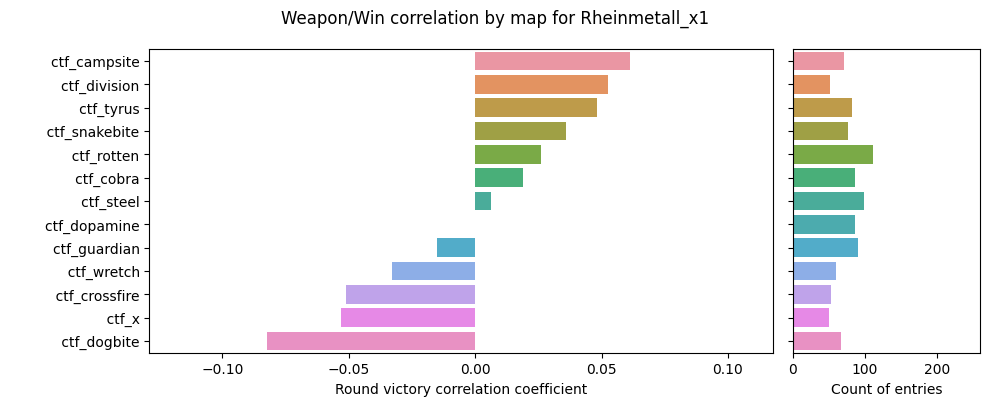 Weapon/Win correlation by map for Rheinmetall_x1
ctf_campsite
ctf_division
ctf_tyrus
ctf_snakebite
ctf_rotten
ctf_cobra
ctf_steel
ctf_dopamine
ctf_guardian
ctf_wretch
ctf_crossfire
ctf_x
ctf_dogbite
−0.10 −0.05 0.00 0.05 0.10
Round victory correlation coefficient
0 100 200
Count of entries